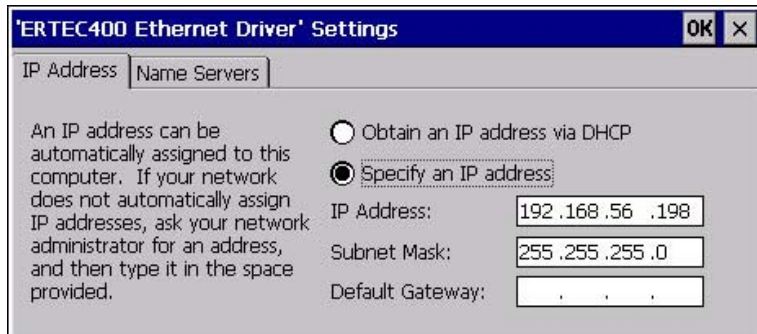 'ERTEC400 Ethernet Driver' Settings
OK ×
IP Address
Name Servers
An IP address can be
automatically assigned to this
computer. If your network
does not automatically assign
IP addresses, ask your network
administrator for an address,
and then type it in the space
provided.
Obtain an IP address via DHCP
Specify an IP address
IP Address: 192 .168 .56 .198
Subnet Mask: 255 .255 .255 .0
Default Gateway: . . .